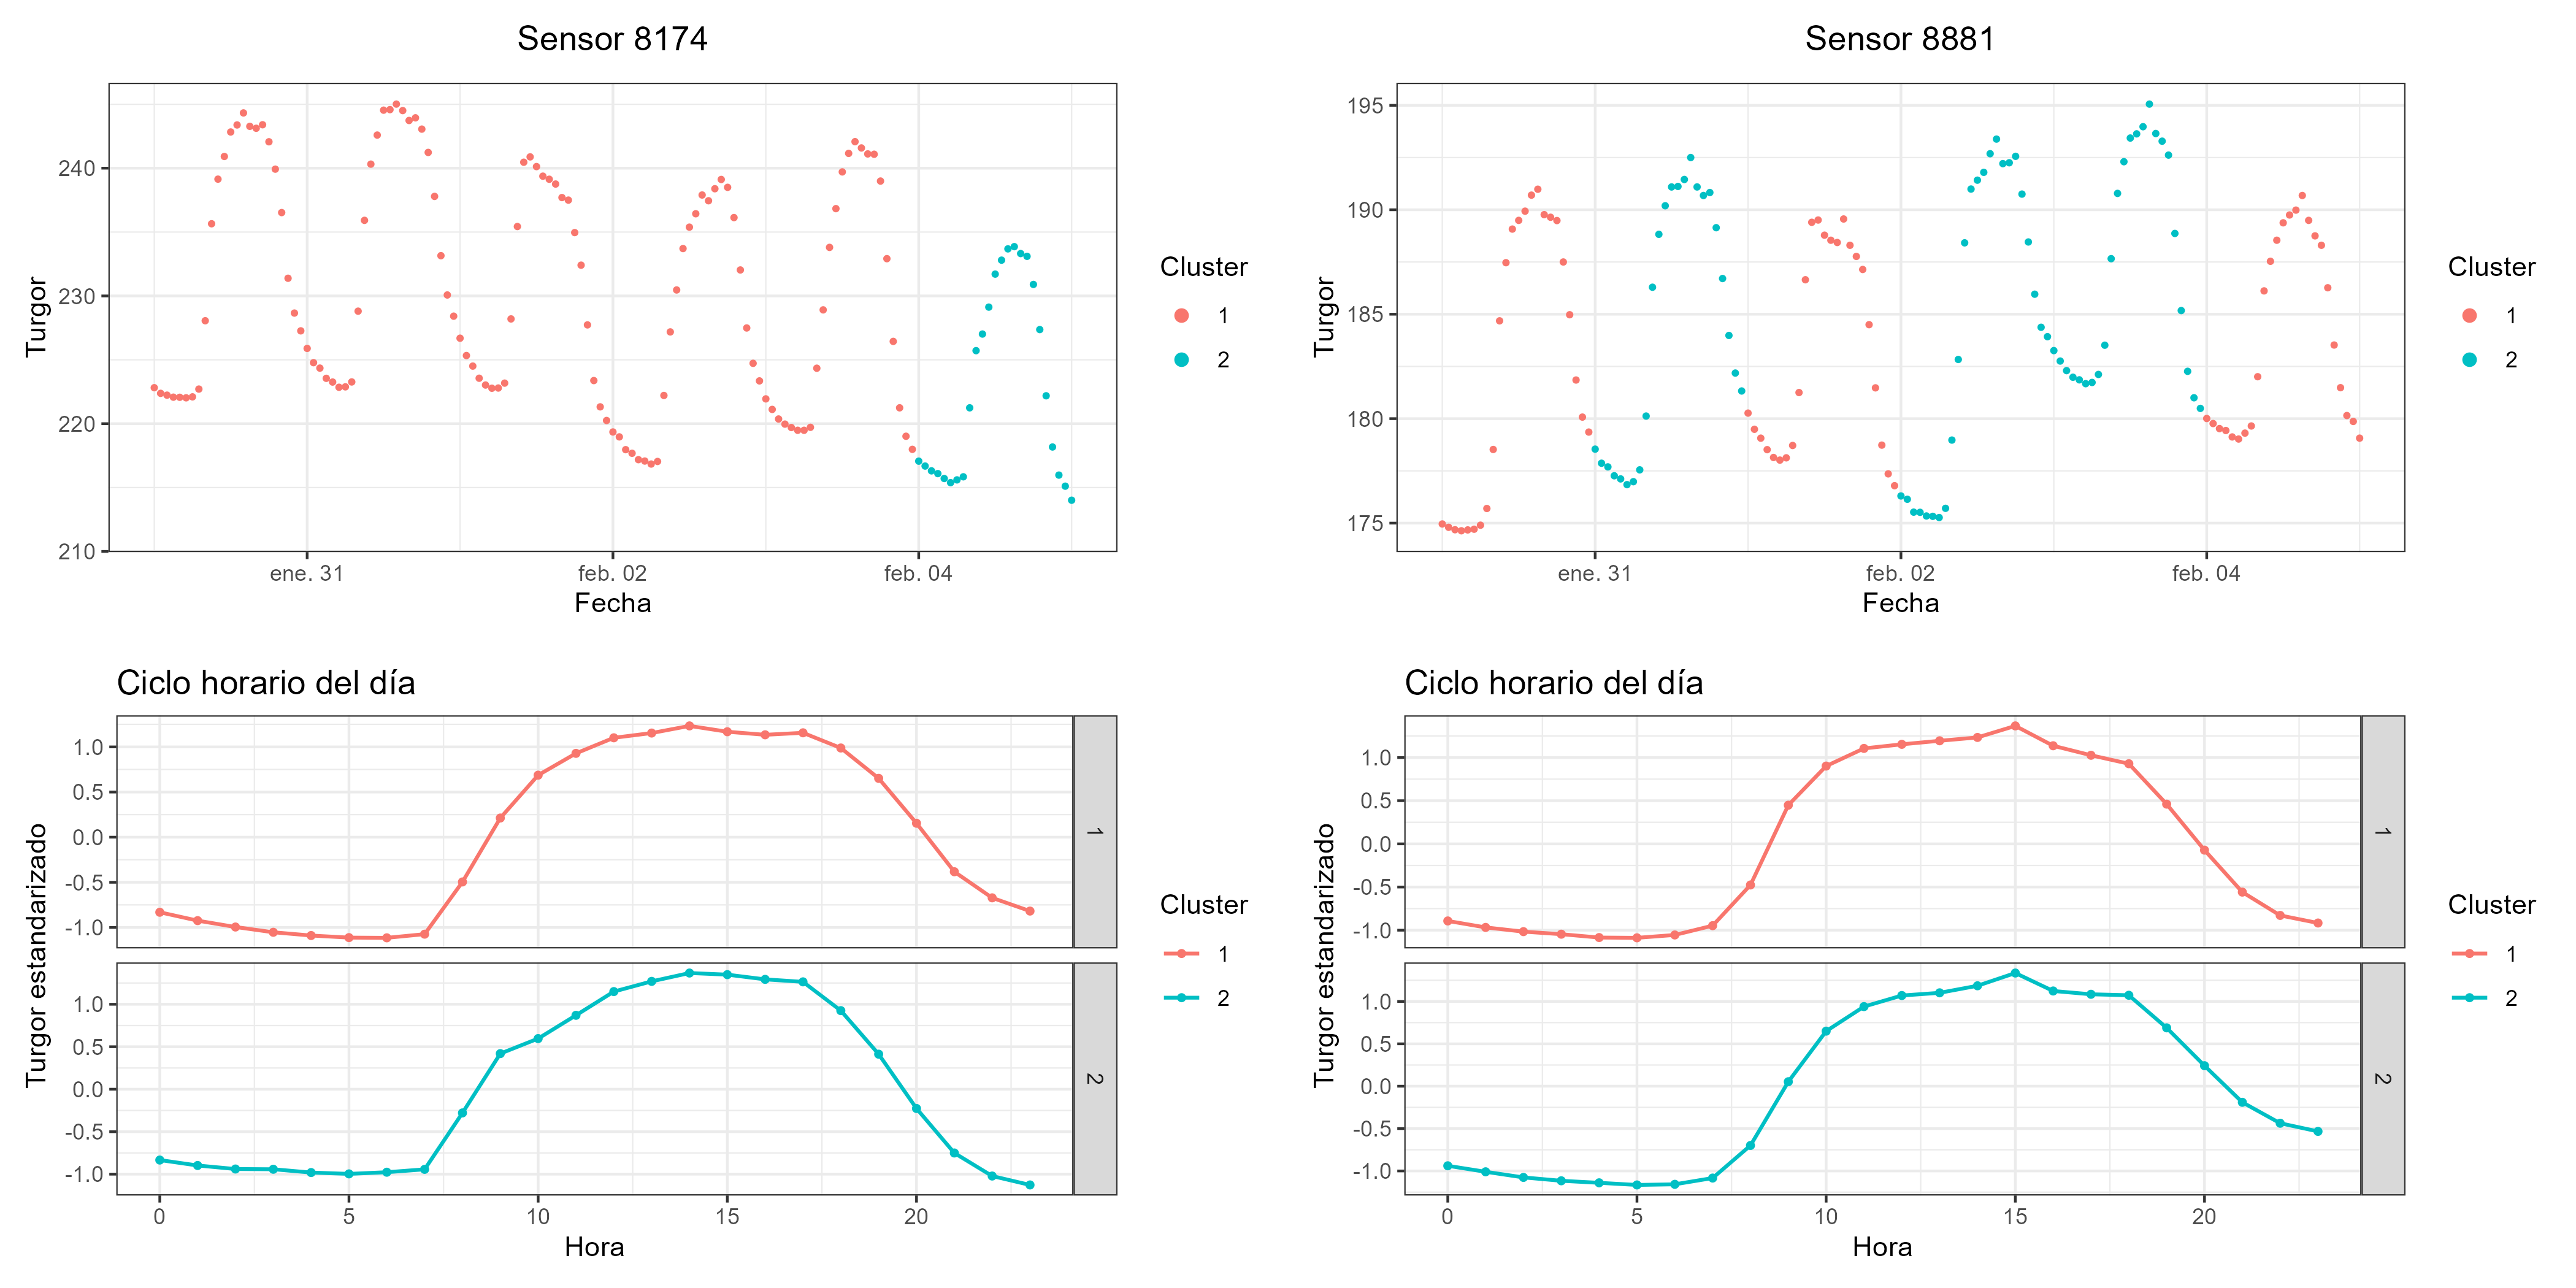 Sensor 8174
Turgor
240
230
220
210
ene. 31
feb. 02
feb. 04
Fecha
Cluster
1
2
Sensor 8881
Turgor
195
190
185
180
175
ene. 31
feb. 02
feb. 04
Fecha
Cluster
1
2
Ciclo horario del día
Turgor estandarizado
1.0
0.5
0.0
-0.5
-1.0
1
1.0
0.5
0.0
-0.5
-1.0
2
0
5
10
15
20
Hora
Cluster
1
2
Ciclo horario del día
Turgor estandarizado
1.0
0.5
0.0
-0.5
-1.0
1
1.0
0.5
0.0
-0.5
-1.0
2
0
5
10
15
20
Hora
Cluster
1
2